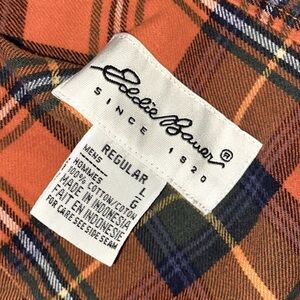 Eddie Bauer®
SINCE 1920
MENS REGULAR L
HOMMES G
100% COTTON/COTON
MADE IN INDONESIA
FAIT EN INDONESIE
FOR CARE SEE SIDE SEAM